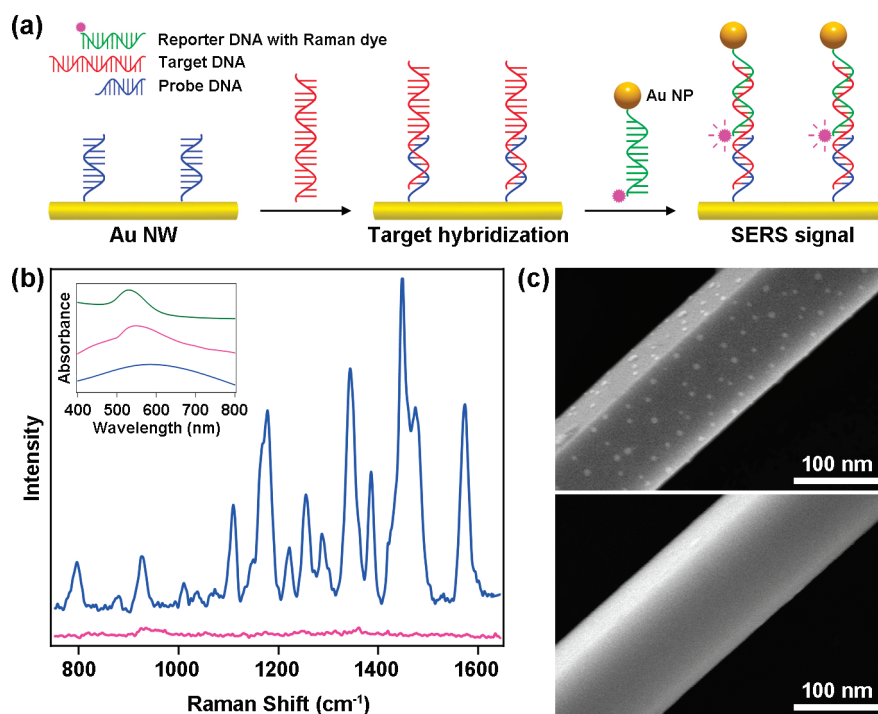 (a)
Reporter DNA with Raman dye
Target DNA
Probe DNA
Au NP
Au NW
Target hybridization
SERS signal
(b)
Absorbance
400 500 600 700 800
Wavelength (nm)
Intensity
800 1000 1200 1400 1600
Raman Shift (cm⁻¹)
(c)
100 nm
100 nm